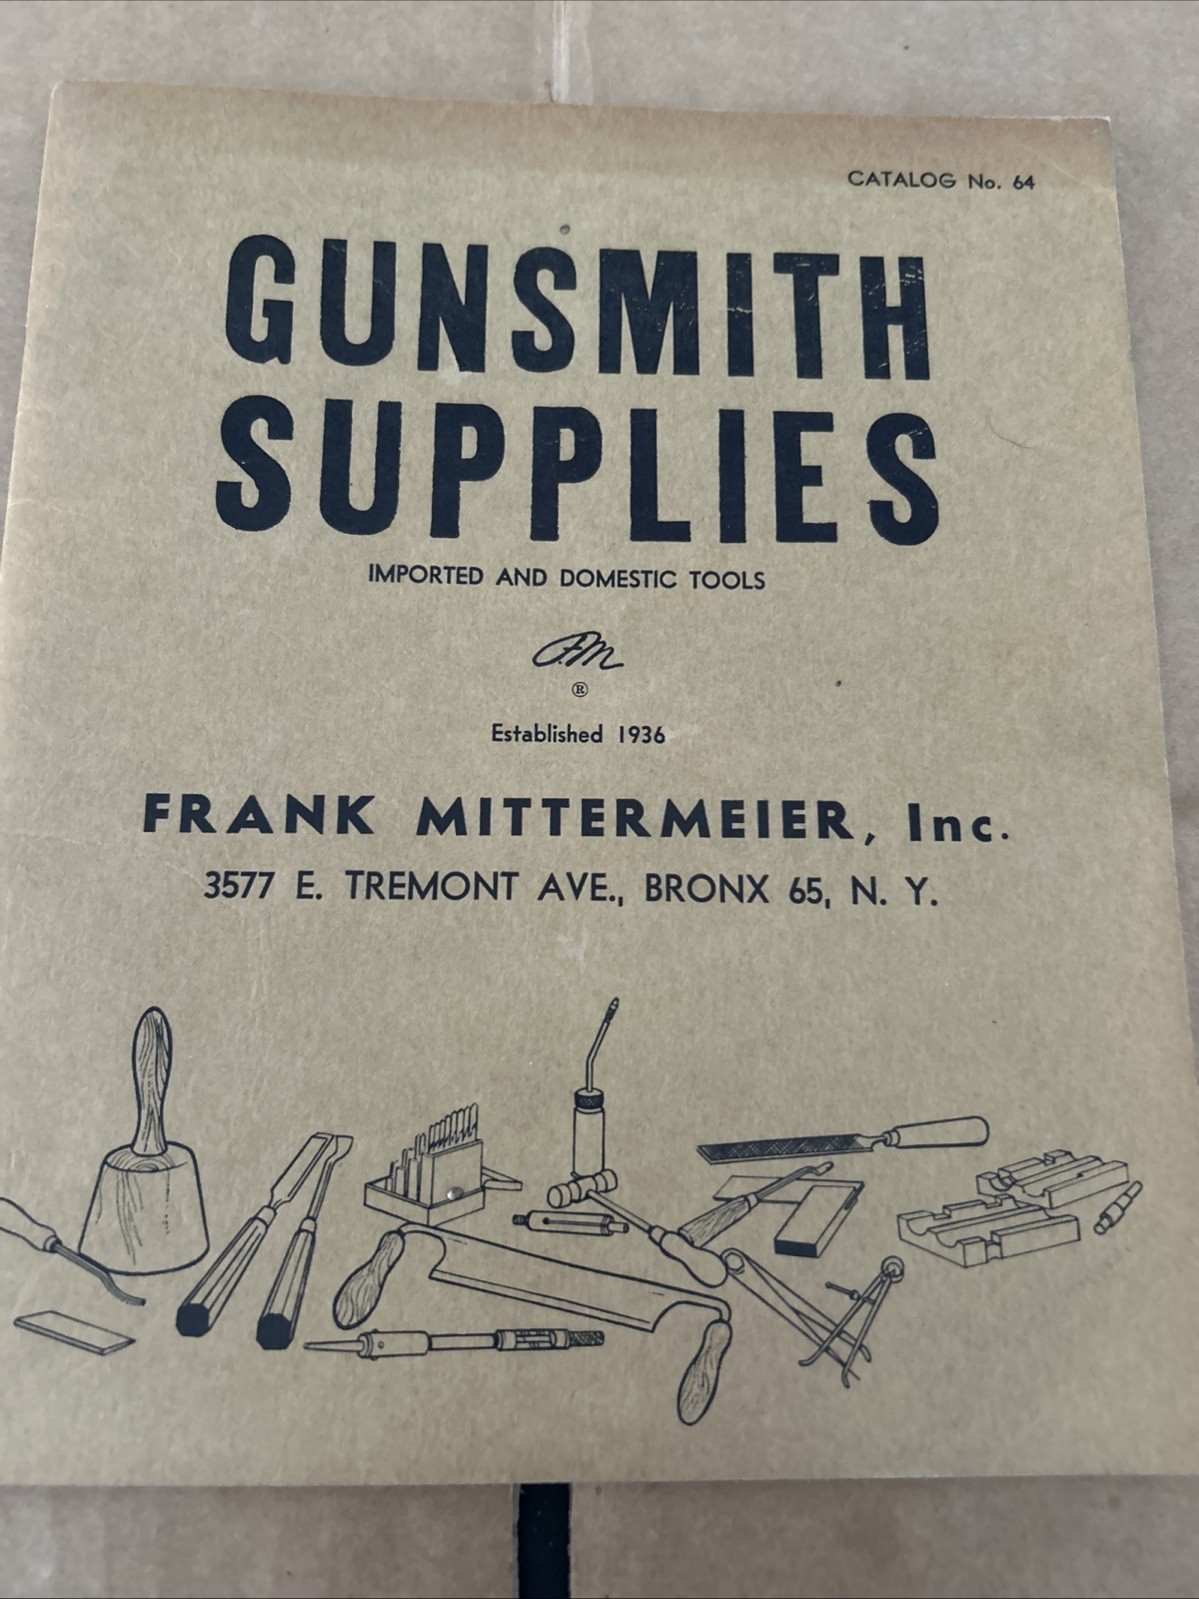 CATALOG No. 64
GUNSMITH
SUPPLIES
IMPORTED AND DOMESTIC TOOLS
FM
®
Established 1936
FRANK MITTERMEIER, Inc.
3577 E. TREMONT AVE., BRONX 65, N. Y.